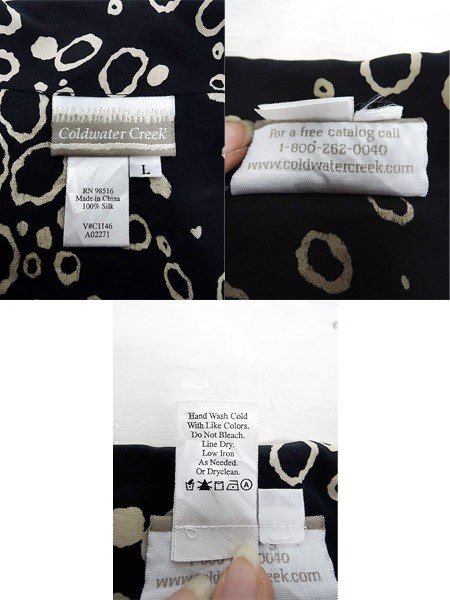 Coldwater Creek
L
RN 98516
Made in China
100% Silk
V#C1146
A02271
For a free catalog call
1-800-262-0040
www.coldwatercreek.com
Hand Wash Cold
With Like Colors.
Do Not Bleach.
Line Dry.
Low Iron
As Needed.
Or Dryclean.
A
g
0040
www.coldw com